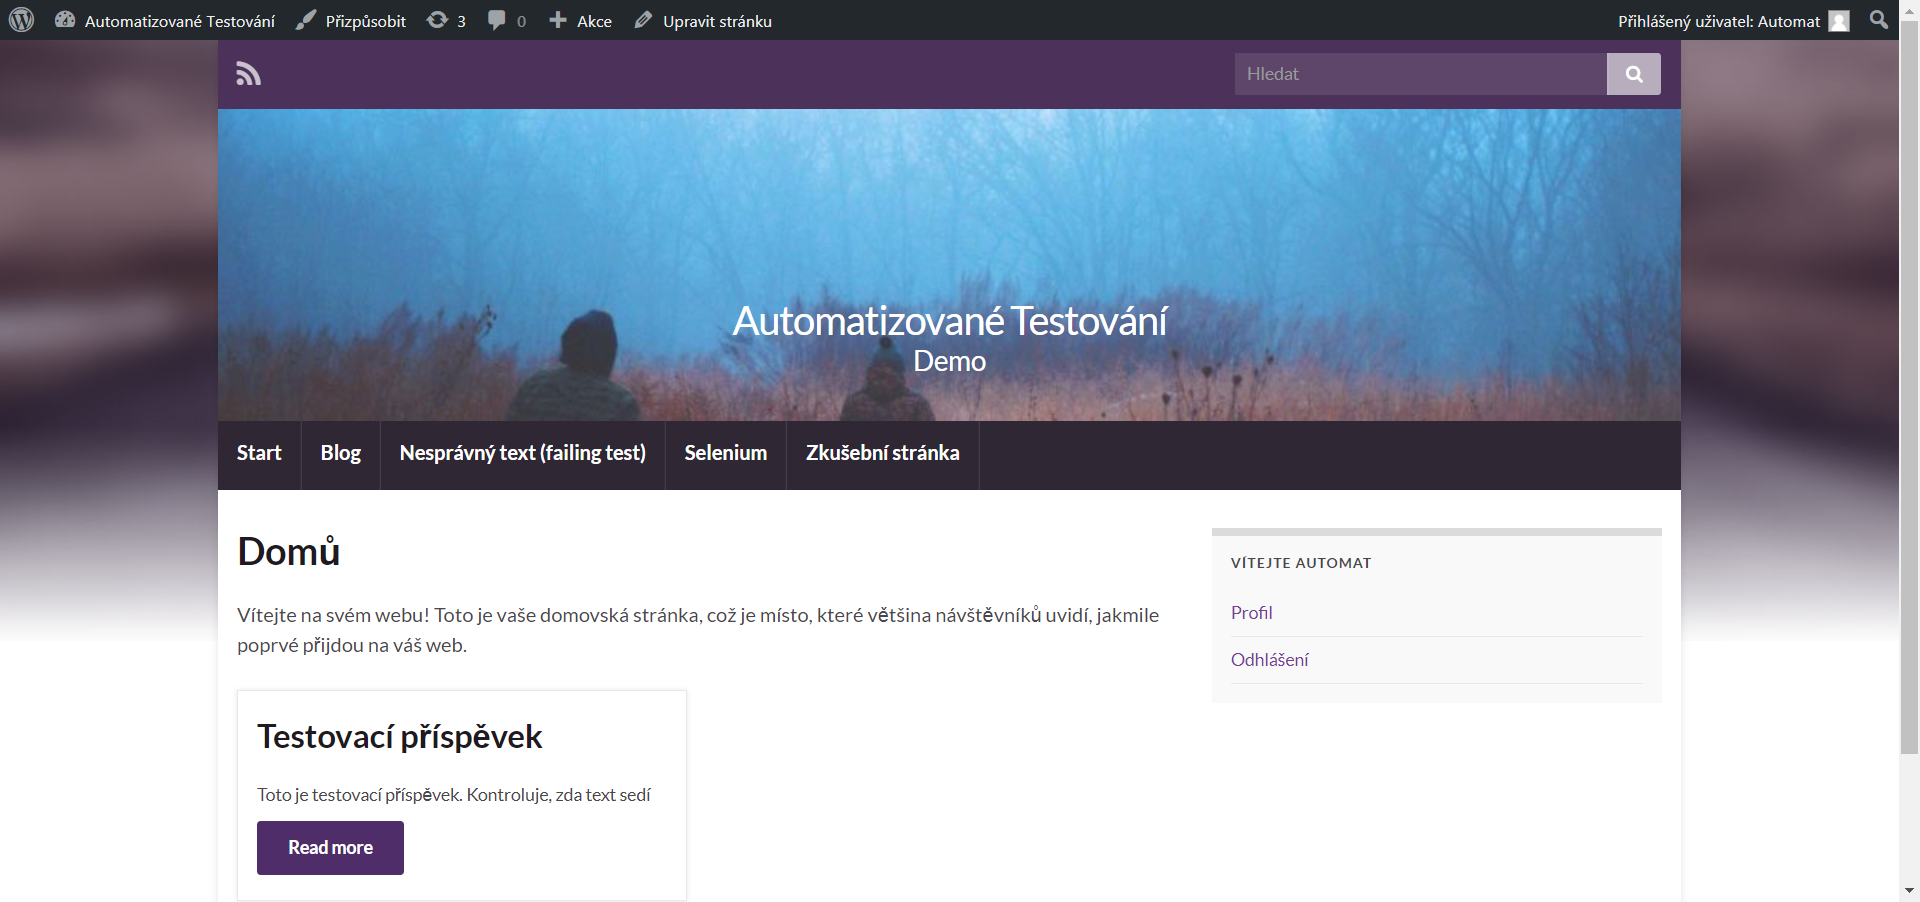 Automatizované Testování Přizpůsobit 3 0 Akce Upravit stránku Přihlášený uživatel: Automat
Hledat
Automatizované Testování
Demo
Start Blog Nesprávný text (failing test) Selenium Zkušební stránka
Domů
Vítejte na svém webu! Toto je vaše domovská stránka, což je místo, které většina návštěvníků uvidí, jakmile
poprvé přijdou na váš web.
Testovací příspěvek
Toto je testovací příspěvek. Kontroluje, zda text sedí
Read more
VÍTEJTE AUTOMAT
Profil
Odhlášení